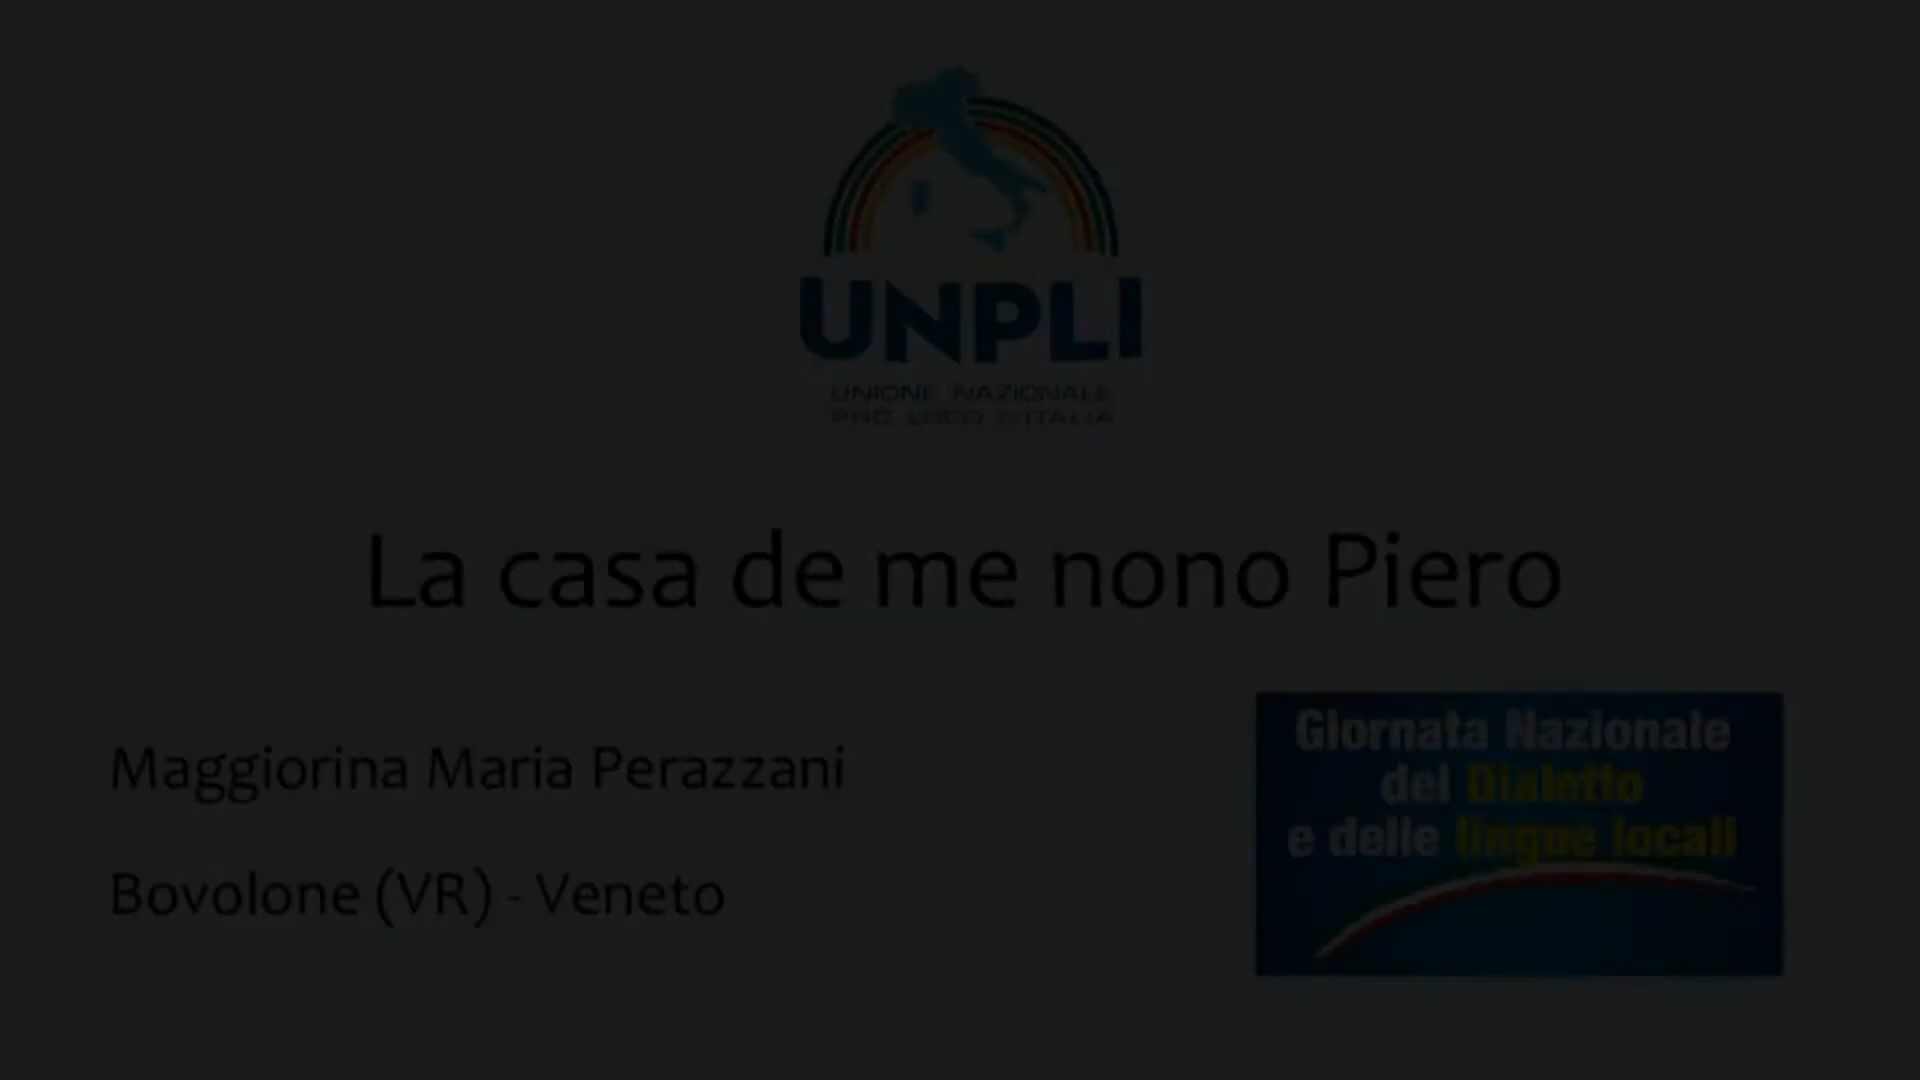 UNPLI
UNIONE NAZIONALE
PRO LOCO D'ITALIA
La casa de me nono Piero
Maggiorina Maria Perazzani
Bovolone (VR) - Veneto
Giornata Nazionale
del Dialetto
e delle lingue locali